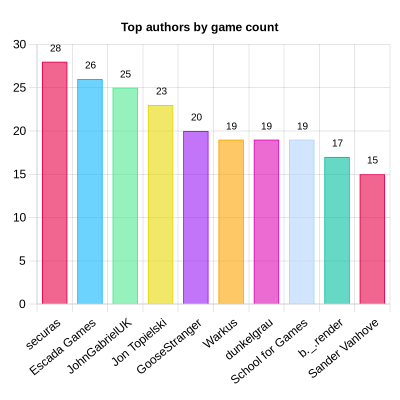 Top authors by game count
30
25
20
15
10
5
0
28
26
25
23
20
19
19
19
17
15
securas
Escada Games
JohnGabrielUK
Jon Topielski
GooseStranger
Warkus
dunkelgrau
School for Games
b._.render
Sander Vanhove